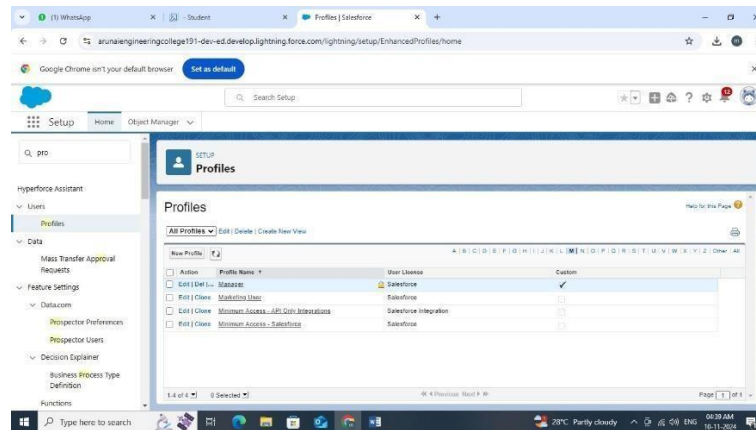 (1) WhatsApp
- Student
Profiles | Salesforce
arunaiengineeringcollege191-dev-ed.develop.lightning.force.com/lightning/setup/EnhancedProfiles/home
Google Chrome isn't your default browser Set as default
Search Setup
12
Setup Home Object Manager
pro
SETUP
Profiles
Hyperforce Assistant
Users
Profiles
Data
Mass Transfer Approval
Requests
Feature Settings
Data.com
Prospector Preferences
Prospector Users
Decision Explainer
Business Process Type
Definition
Functions
Profiles
Help for this Page
All Profiles Edit | Delete | Create New View
New Profile
A | B | C | D | E | F | G | H | I | J | K | L | M | N | O | P | Q | R | S | T | U | V | W | X | Y | Z | Other | All
Action Profile Name User License Custom
Edit | Del | ... Manager Salesforce
Edit | Clone Marketing User Salesforce
Edit | Clone Minimum Access - API Only Integrations Salesforce Integration
Edit | Clone Minimum Access - Salesforce Salesforce
1-4 of 4 0 Selected Previous Next Page 1 of 1
Type here to search
28°C Partly cloudy
ENG
04:39 AM
16-11-2024